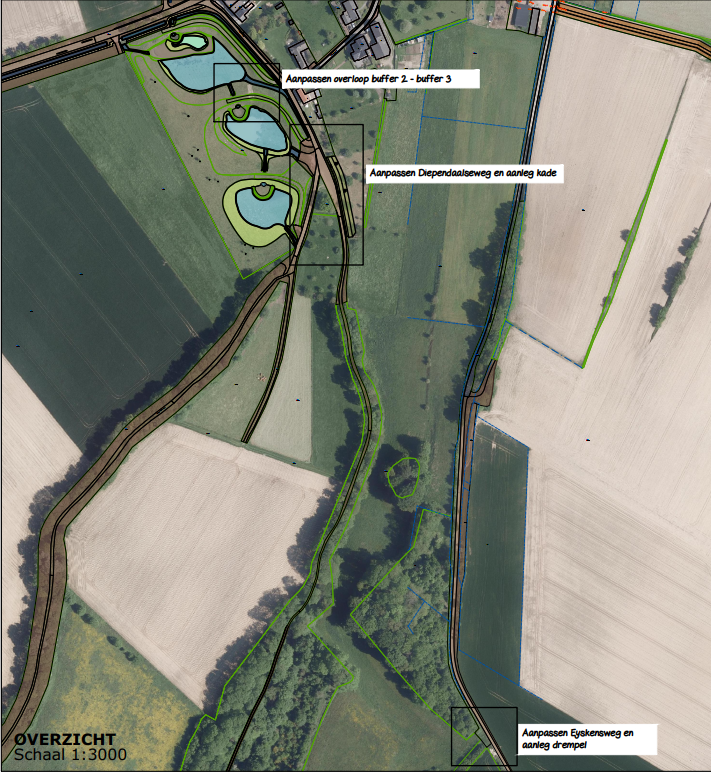 Aanpassen overloop buffer 2 - buffer 3
Aanpassen Diependaalseweg en aanleg kade
Aanpassen Eyskensweg en
aanleg drempel
OVERZICHT
Schaal 1:3000